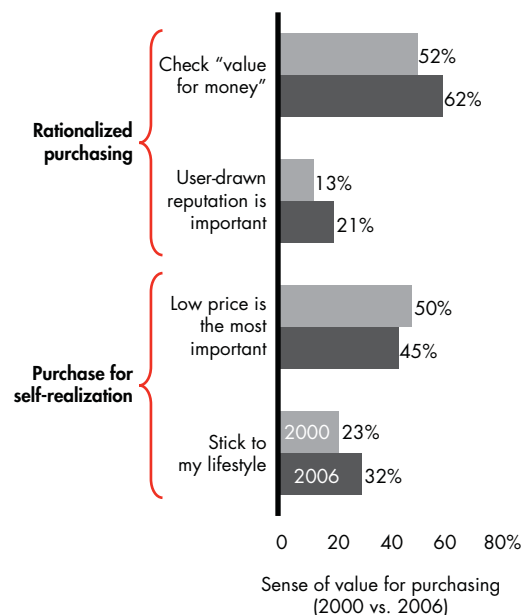 Rationalized
purchasing
Check “value
for money”
52%
62%
User-drawn
reputation is
important
13%
21%
Purchase for
self-realization
Low price is
the most
important
50%
45%
Stick to
my lifestyle
2000 23%
2006 32%
0 20 40 60 80%
Sense of value for purchasing
(2000 vs. 2006)